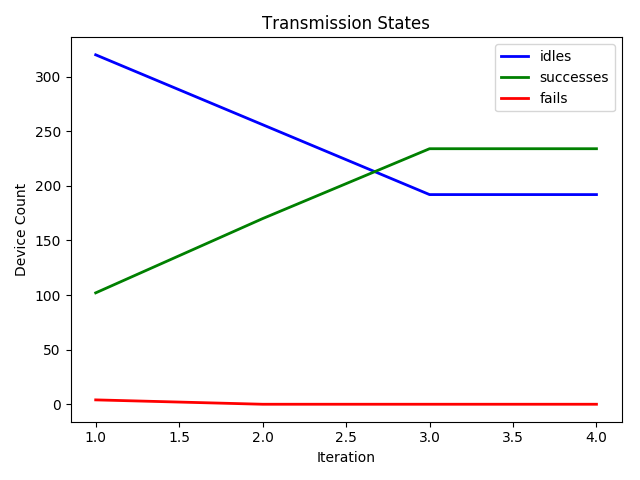 Transmission States
idles
successes
fails
Device Count
300
250
200
150
100
50
0
1.0 1.5 2.0 2.5 3.0 3.5 4.0
Iteration